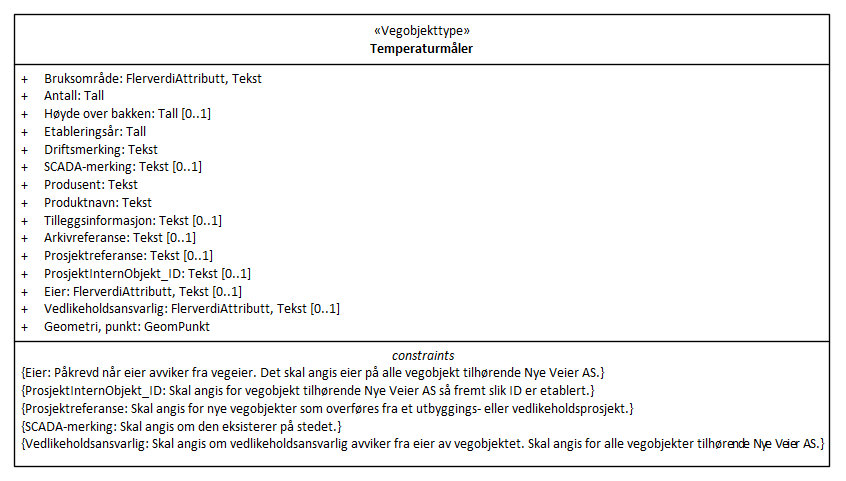 «Vegobjekttype»
Temperaturmåler
+ Bruksområde: FlerverdiAttributt, Tekst
+ Antall: Tall
+ Høyde over bakken: Tall [0..1]
+ Etableringsår: Tall
+ Driftsmerking: Tekst
+ SCADA-merking: Tekst [0..1]
+ Produsent: Tekst
+ Produktnavn: Tekst
+ Tilleggsinformasjon: Tekst [0..1]
+ Arkivreferanse: Tekst [0..1]
+ Prosjektreferanse: Tekst [0..1]
+ ProsjektInternObjekt_ID: Tekst [0..1]
+ Eier: FlerverdiAttributt, Tekst [0..1]
+ Vedlikeholdsansvarlig: FlerverdiAttributt, Tekst [0..1]
+ Geometri, punkt: GeomPunkt
constraints
{Eier: Påkrevd når eier avviker fra vegeier. Det skal angis eier på alle vegobjekt tilhørende Nye Veier AS.}
{ProsjektInternObjekt_ID: Skal angis for vegobjekt tilhørende Nye Veier AS så fremt slik ID er etablert.}
{Prosjektreferanse: Skal angis for nye vegobjekter som overføres fra et utbyggings- eller vedlikeholdsprosjekt.}
{SCADA-merking: Skal angis om den eksisterer på stedet.}
{Vedlikeholdsansvarlig: Skal angis om vedlikeholdsansvarlig avviker fra eier av vegobjektet. Skal angis for alle vegobjekter tilhørende Nye Veier AS.}